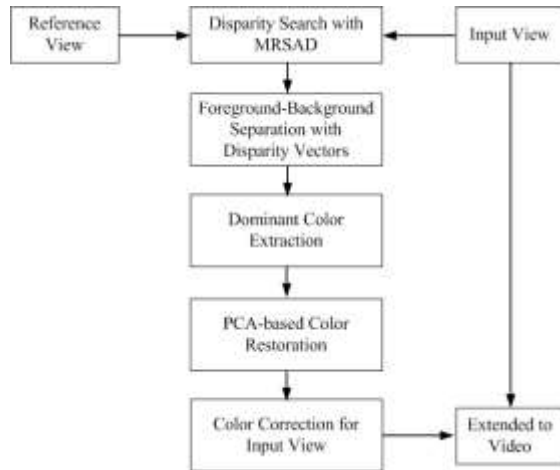 Reference
View
Disparity Search with
MRSAD
Input View
Foreground-Background
Separation with
Disparity Vectors
Dominant Color
Extraction
PCA-based Color
Restoration
Color Correction for
Input View
Extended to
Video